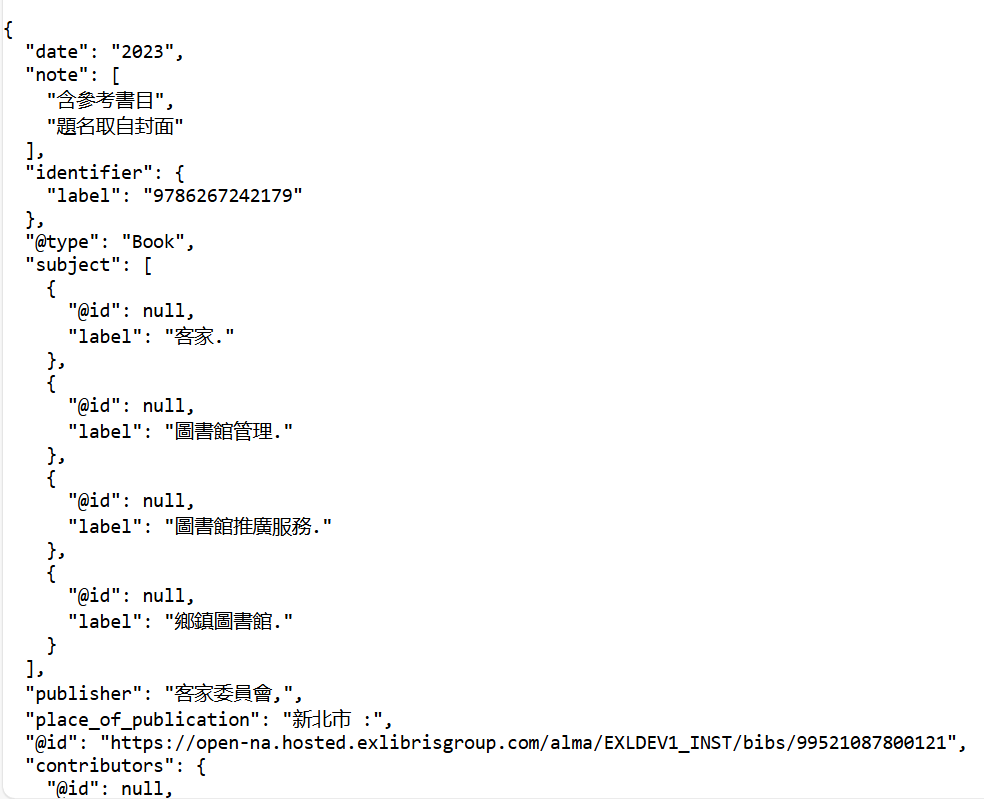 {
  "date": "2023",
  "note": [
    "含參考書目",
    "題名取自封面"
  ],
  "identifier": {
    "label": "9786267242179"
  },
  "@type": "Book",
  "subject": [
    {
      "@id": null,
      "label": "客家."
    },
    {
      "@id": null,
      "label": "圖書館管理."
    },
    {
      "@id": null,
      "label": "圖書館推廣服務."
    },
    {
      "@id": null,
      "label": "鄉鎮圖書館."
    }
  ],
  "publisher": "客家委員會,",
  "place_of_publication": "新北市 :",
  "@id": "https://open-na.hosted.exlibrisgroup.com/alma/EXLDEV1_INST/bibs/99521087800121",
  "contributors": {
    "@id": null,